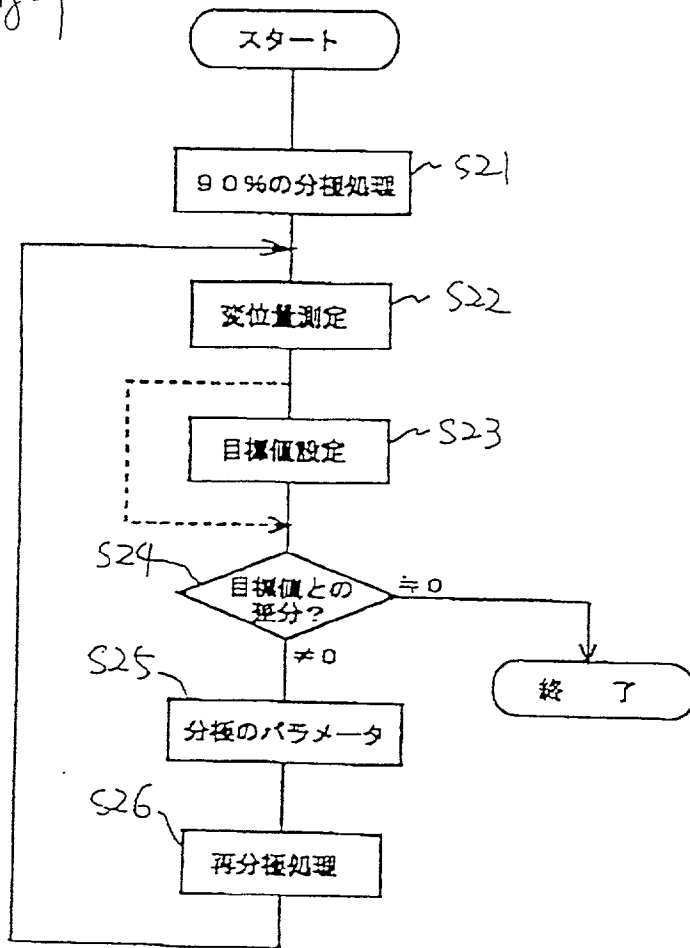 スタート
90%の分極処理
S21
変位量測定
S22
目標値設定
S23
S24
目標値との
差分?
≒0
≠0
終 了
S25
分極のパラメータ
S26
再分極処理